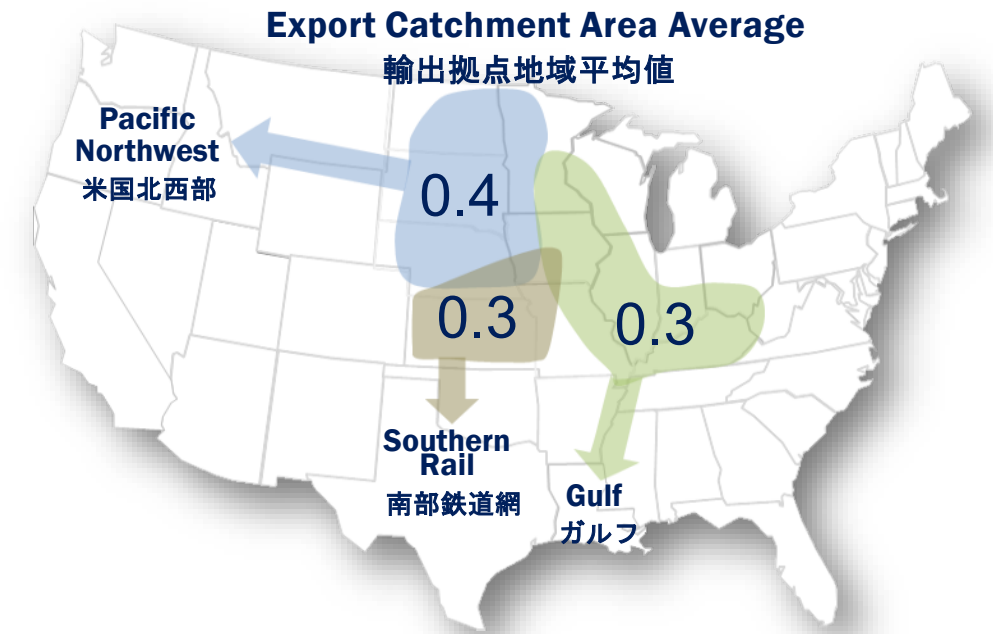 Export Catchment Area Average
輸出拠点地域平均値
Pacific
Northwest
米国北西部
0.4
0.3
0.3
Southern
Rail
南部鉄道網
Gulf
ガルフ